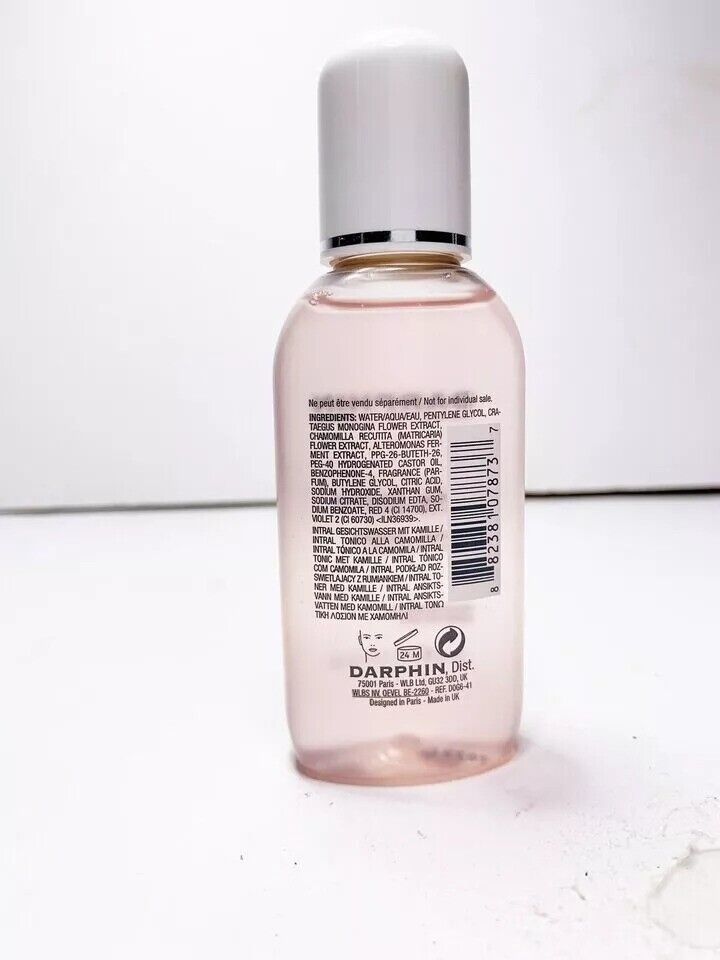 Ne peut être vendu séparément / Not for individual sale.
INGREDIENTS: WATER/AQUA/EAU, PENTYLENE GLYCOL, CRA-
TAEGUS MONOGINA FLOWER EXTRACT,
CHAMOMILLA RECUTITA (MATRICARIA)
FLOWER EXTRACT, ALTEROMONAS FER-
MENT EXTRACT, PPG-26-BUTETH-26,
PEG-40 HYDROGENATED CASTOR OIL,
BENZOPHENONE-4, FRAGRANCE (PAR-
FUM), BUTYLENE GLYCOL, CITRIC ACID,
SODIUM HYDROXIDE, XANTHAN GUM,
SODIUM CITRATE, DISODIUM EDTA, SO-
DIUM BENZOATE, RED 4 (CI 14700), EXT.
VIOLET 2 (CI 60730) <ILN36939>.
INTRAL GESICHTSWASSER MIT KAMILLE /
INTRAL TONICO ALLA CAMOMILLA /
INTRAL TÓNICO A LA CAMOMILA / INTRAL
TONIC MET KAMILLE / INTRAL TÓNICO
COM CAMOMILA / INTRAL PODKŁAD ROZ-
SWETLAJĄCY Z RUMIANKIEM / INTRAL TO-
NER MED KAMILLE / INTRAL ANSIKTS-
VANN MED KAMILLE / INTRAL ANSIKTS-
VATTEN MED KAMOMILL / INTRAL ΤΟΝΩ
ΤΙΚΗ ΛΟΣΙΟΝ ΜΕ ΧΑΜΟΜΗΛΙ
8 82381 07873 7
24 M
DARPHIN, Dist.
75001 Paris - WLB Ltd, GU32 3DD, UK
WLBS NV, OEVEL BE-2260 - REF. D0G6-41
Designed in Paris - Made in UK